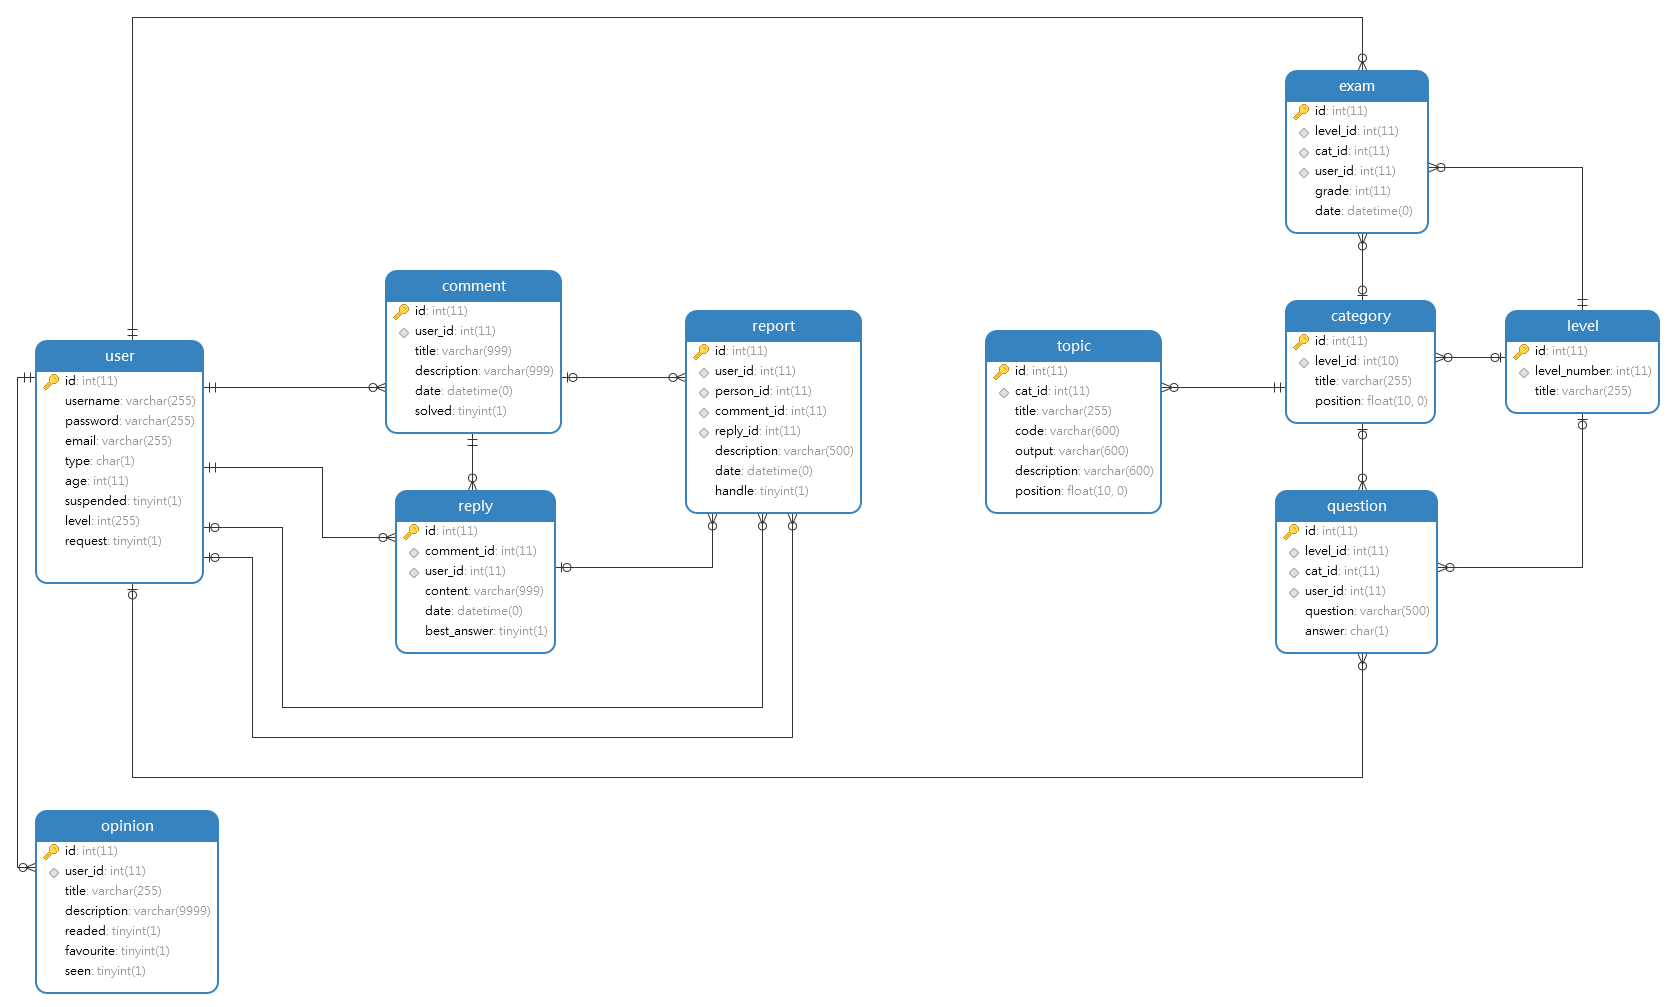 exam
id: int(11)
level_id: int(11)
cat_id: int(11)
user_id: int(11)
grade: int(11)
date: datetime(0)
comment
id: int(11)
user_id: int(11)
title: varchar(999)
description: varchar(999)
date: datetime(0)
solved: tinyint(1)
category
id: int(11)
level_id: int(10)
title: varchar(255)
position: float(10, 0)
level
id: int(11)
level_number: int(11)
title: varchar(255)
report
id: int(11)
user_id: int(11)
person_id: int(11)
comment_id: int(11)
reply_id: int(11)
description: varchar(500)
date: datetime(0)
handle: tinyint(1)
topic
id: int(11)
cat_id: int(11)
title: varchar(255)
code: varchar(600)
output: varchar(600)
description: varchar(600)
position: float(10, 0)
user
id: int(11)
username: varchar(255)
password: varchar(255)
email: varchar(255)
type: char(1)
age: int(11)
suspended: tinyint(1)
level: int(255)
request: tinyint(1)
reply
id: int(11)
comment_id: int(11)
user_id: int(11)
content: varchar(999)
date: datetime(0)
best_answer: tinyint(1)
question
id: int(11)
level_id: int(11)
cat_id: int(11)
user_id: int(11)
question: varchar(500)
answer: char(1)
opinion
id: int(11)
user_id: int(11)
title: varchar(255)
description: varchar(9999)
readed: tinyint(1)
favourite: tinyint(1)
seen: tinyint(1)